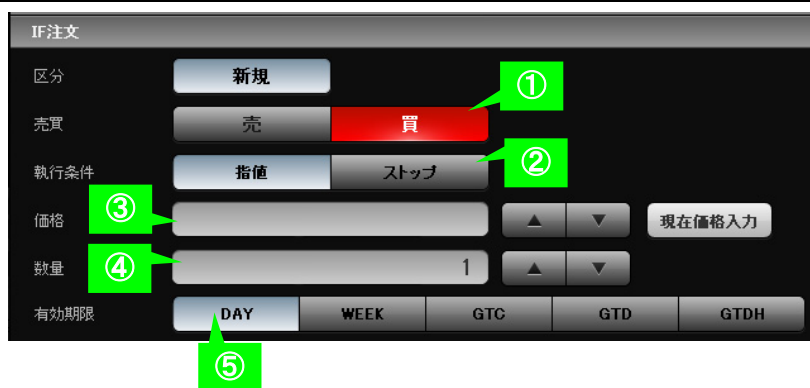 IF注文
区分 新規 ①
売買 売 買
執行条件 指値 ストップ ②
価格 ③ ▲ ▼ 現在価格入力
数量 ④ 1 ▲ ▼
有効期限 DAY WEEK GTC GTD GTDH
⑤